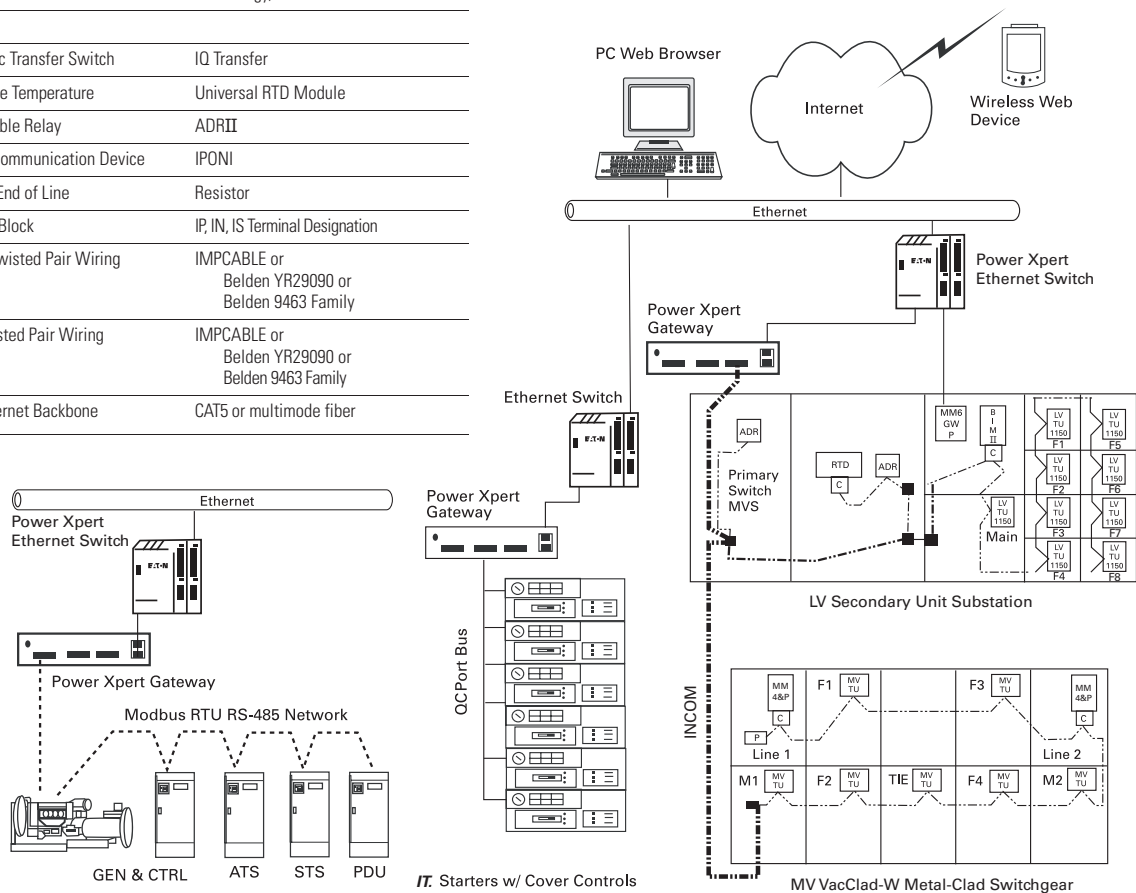 c Transfer Switch IQ Transfer
e Temperature Universal RTD Module
ble Relay ADRII
ommunication Device IPONI
End of Line Resistor
Block IP, IN, IS Terminal Designation
wisted Pair Wiring IMPCABLE or
Belden YR29090 or
Belden 9463 Family
sted Pair Wiring IMPCABLE or
Belden YR29090 or
Belden 9463 Family
ernet Backbone CAT5 or multimode fiber
PC Web Browser
Internet
Wireless Web
Device
Ethernet
E·T·N
Power Xpert
Ethernet Switch
Power Xpert
Gateway
Ethernet Switch
E·T·N
Power Xpert
Gateway
QCPort Bus
IT. Starters w/ Cover Controls
Ethernet
Power Xpert
Ethernet Switch
E·T·N
Power Xpert Gateway
Modbus RTU RS-485 Network
GEN & CTRL
ATS
STS
PDU
INCOM
ADR
Primary
Switch
MVS
RTD
C
ADR
MM6
GW
P
B
I
M
II
C
LV
TU
1150
Main
LV
TU
1150
F1
LV
TU
1150
F5
LV
TU
1150
F2
LV
TU
1150
F6
LV
TU
1150
F3
LV
TU
1150
F7
LV
TU
1150
F4
LV
TU
1150
F8
LV Secondary Unit Substation
MM
4&P
C
P
Line 1
F1
MV
TU
F3
MV
TU
MM
4&P
C
Line 2
M1
MV
TU
F2
MV
TU
TIE
MV
TU
F4
MV
TU
M2
MV
TU
MV VacClad-W Metal-Clad Switchgear